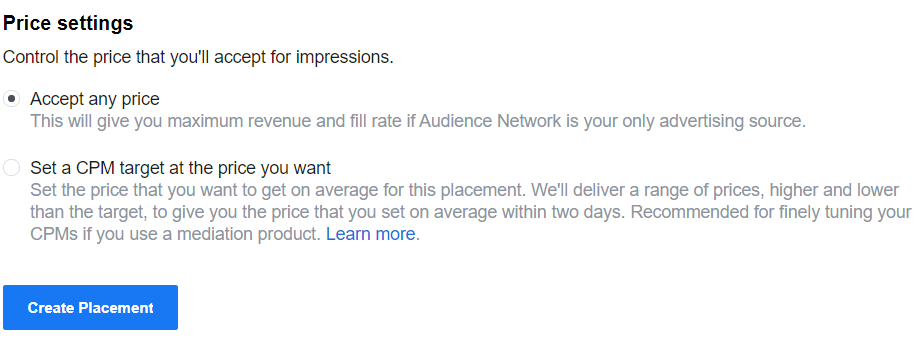 Price settings
Control the price that you'll accept for impressions.
Accept any price
This will give you maximum revenue and fill rate if Audience Network is your only advertising source.
Set a CPM target at the price you want
Set the price that you want to get on average for this placement. We'll deliver a range of prices, higher and lower
than the target, to give you the price that you set on average within two days. Recommended for finely tuning your
CPMs if you use a mediation product. Learn more.
Create Placement